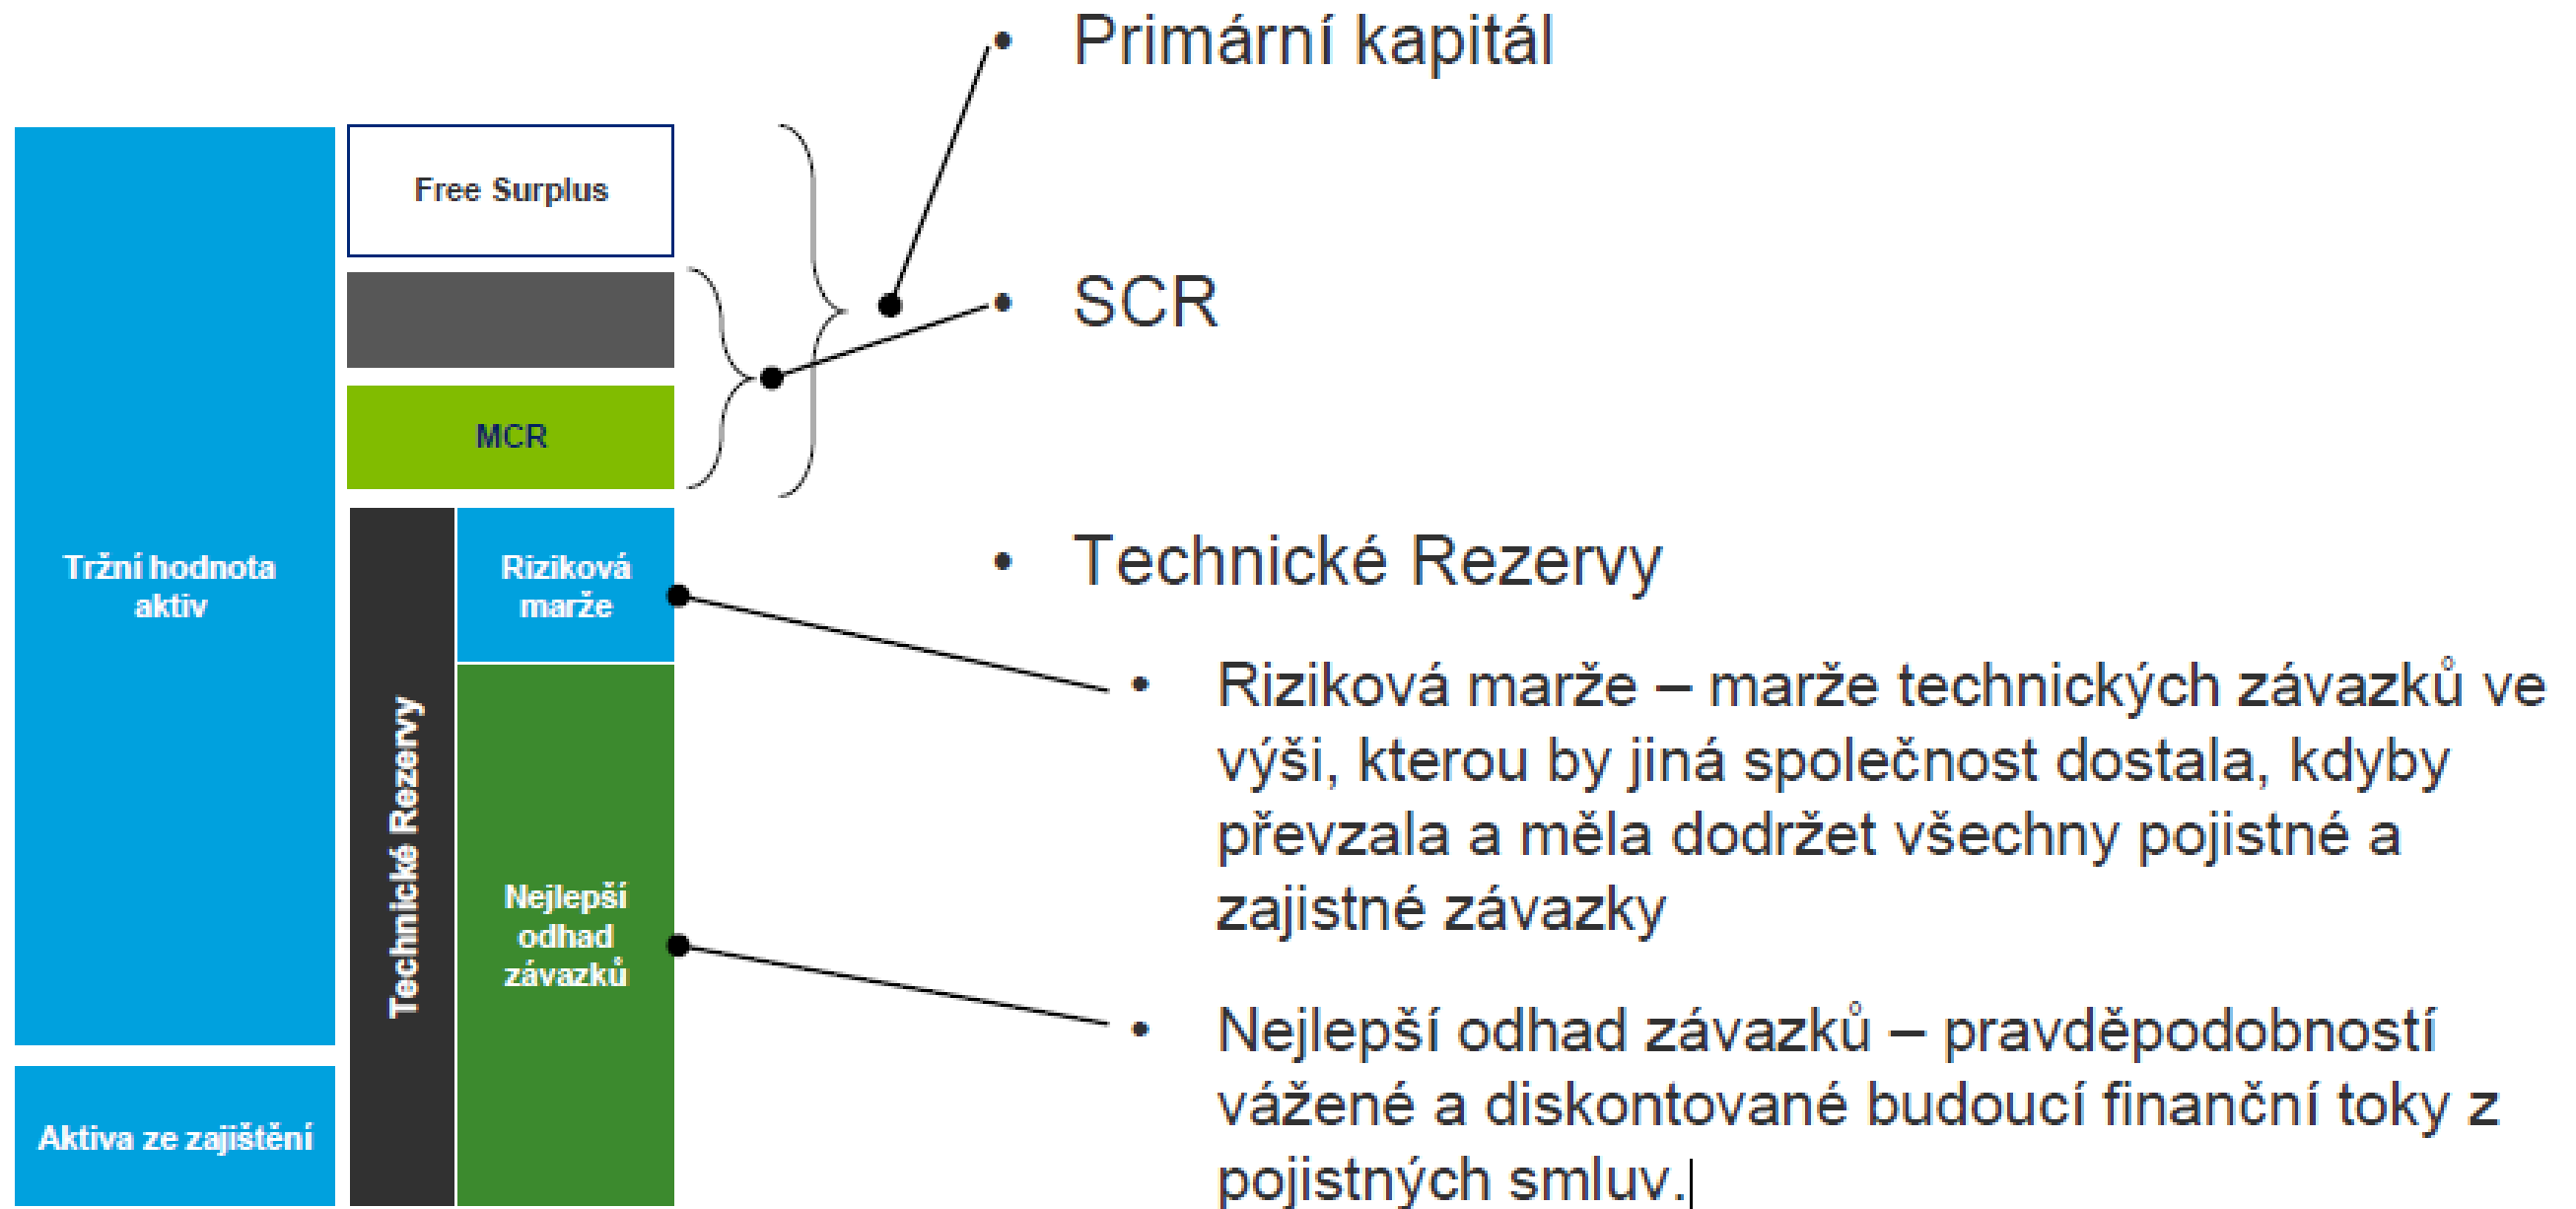 Primární kapitál
Free Surplus
SCR
MCR
Tržní hodnota
aktiv
Riziková
marže
Technické Rezervy
Technické Rezervy
Riziková marže – marže technických závazků ve
výši, kterou by jiná společnost dostala, kdyby
převzala a měla dodržet všechny pojistné a
zajistné závazky
Nejlepší
odhad
závazků
Nejlepší odhad závazků – pravděpodobností
vážené a diskontované budoucí finanční toky z
pojistných smluv.
Aktiva ze zajištění